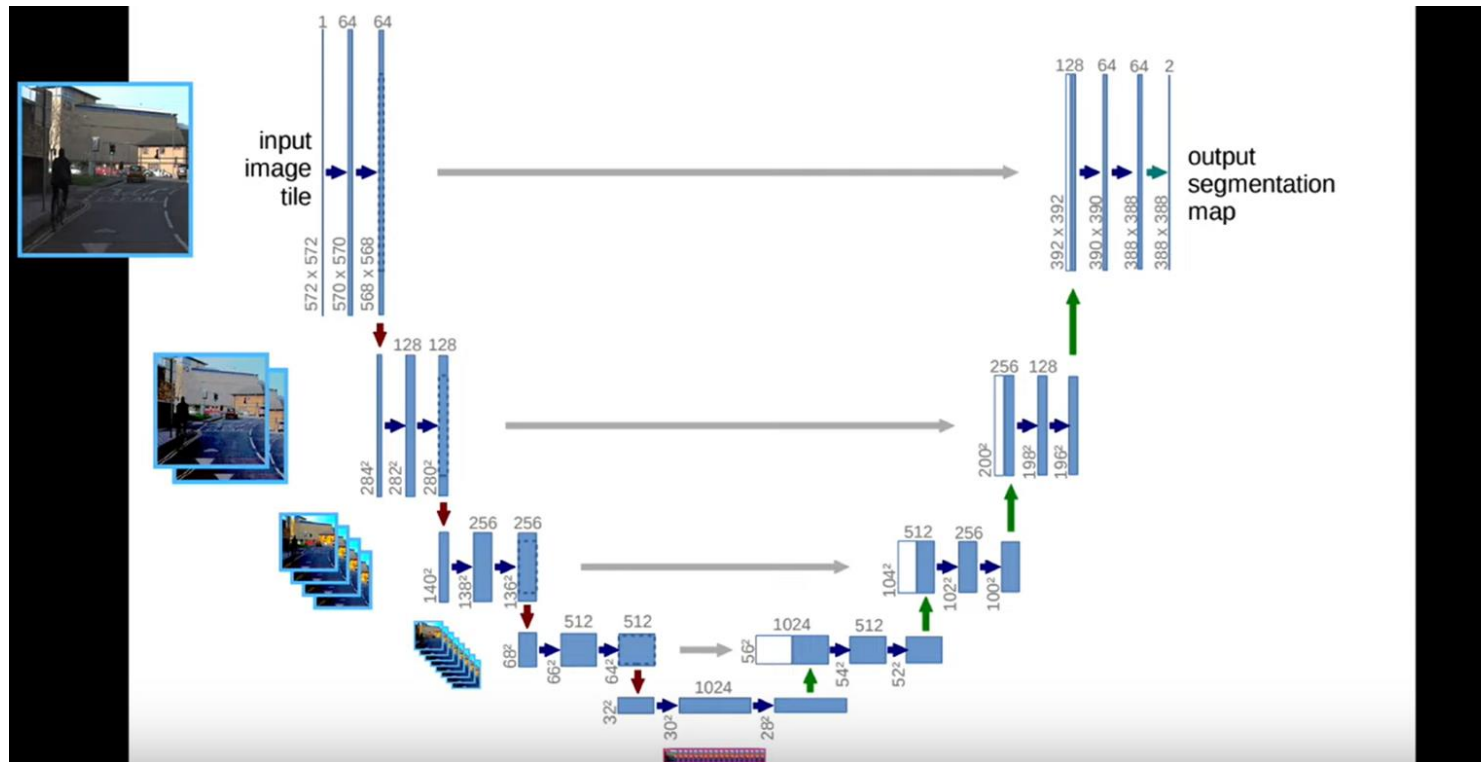 1 64 64
128 64 64 2
input
image
tile
output
segmentation
map
572 x 572
570 x 570
568 x 568
392 x 392
390 x 390
388 x 388
388 x 388
128 128
256 128
284²
282²
280²
200²
198²
196²
256 256
512 256
140²
138²
136²
104²
102²
100²
512 512
1024 512
68²
66²
64²
56²
54²
52²
1024
32²
30²
28²